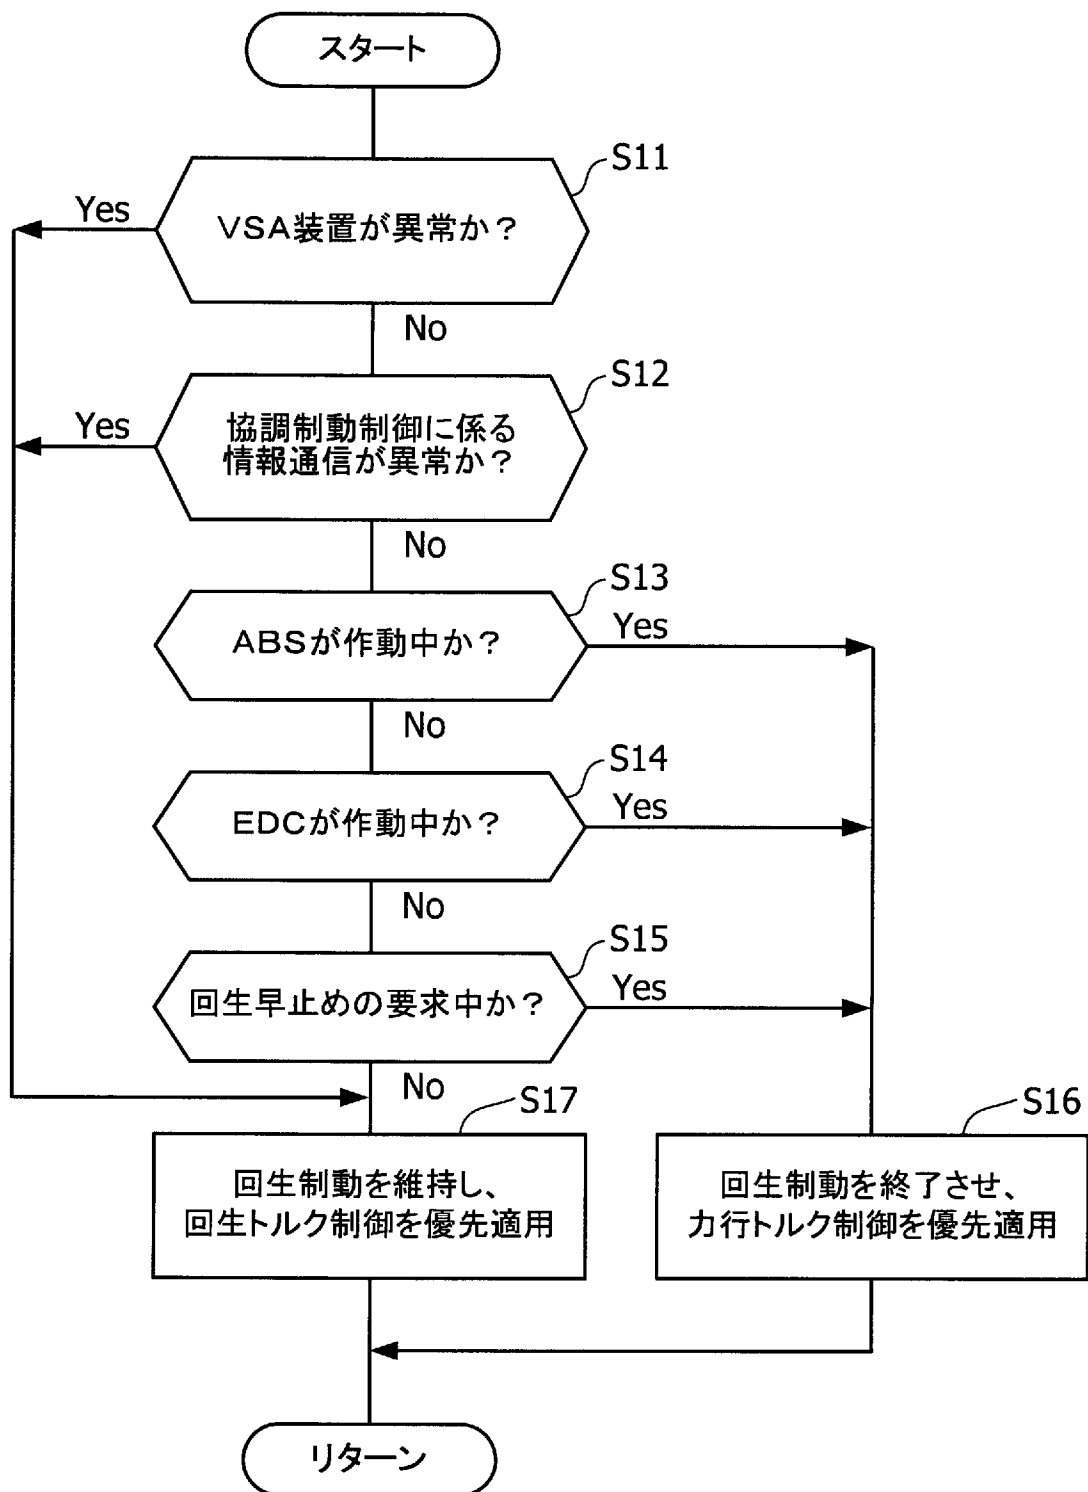 スタート
S11
VSA装置が異常か？
Yes
No
S12
協調制動制御に係る
情報通信が異常か？
Yes
No
S13
ABSが作動中か？
Yes
No
S14
EDCが作動中か？
Yes
No
S15
回生早止めの要求中か？
Yes
No
S17
回生制動を維持し、
回生トルク制御を優先適用
S16
回生制動を終了させ、
力行トルク制御を優先適用
リターン